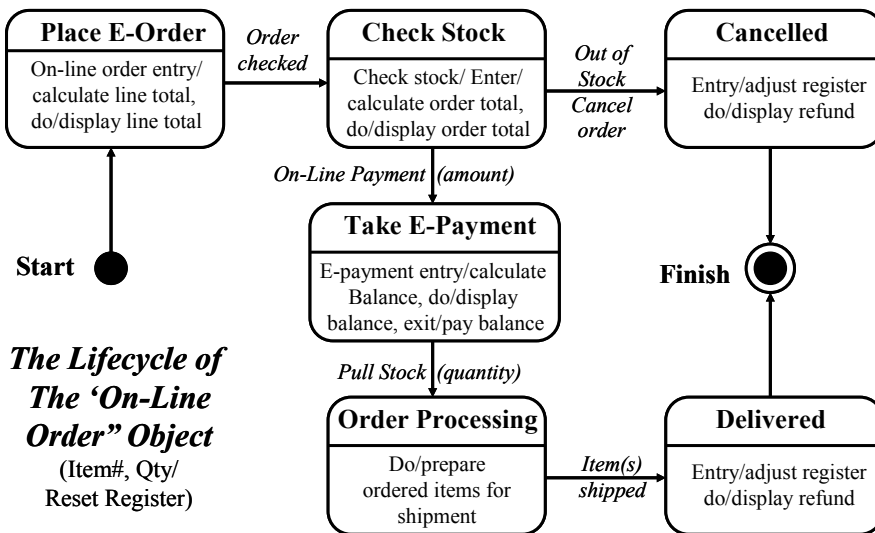 Place E-Order
On-line order entry/
calculate line total,
do/display line total
Order
checked
Check Stock
Check stock/ Enter/
calculate order total,
do/display order total
Out of
Stock
Cancel
order
Cancelled
Entry/adjust register
do/display refund
On-Line Payment (amount)
Take E-Payment
E-payment entry/calculate
Balance, do/display
balance, exit/pay balance
Start
Finish
The Lifecycle of
The ‘On-Line
Order” Object
(Item#, Qty/
Reset Register)
Pull Stock (quantity)
Order Processing
Do/prepare
ordered items for
shipment
Item(s)
shipped
Delivered
Entry/adjust register
do/display refund